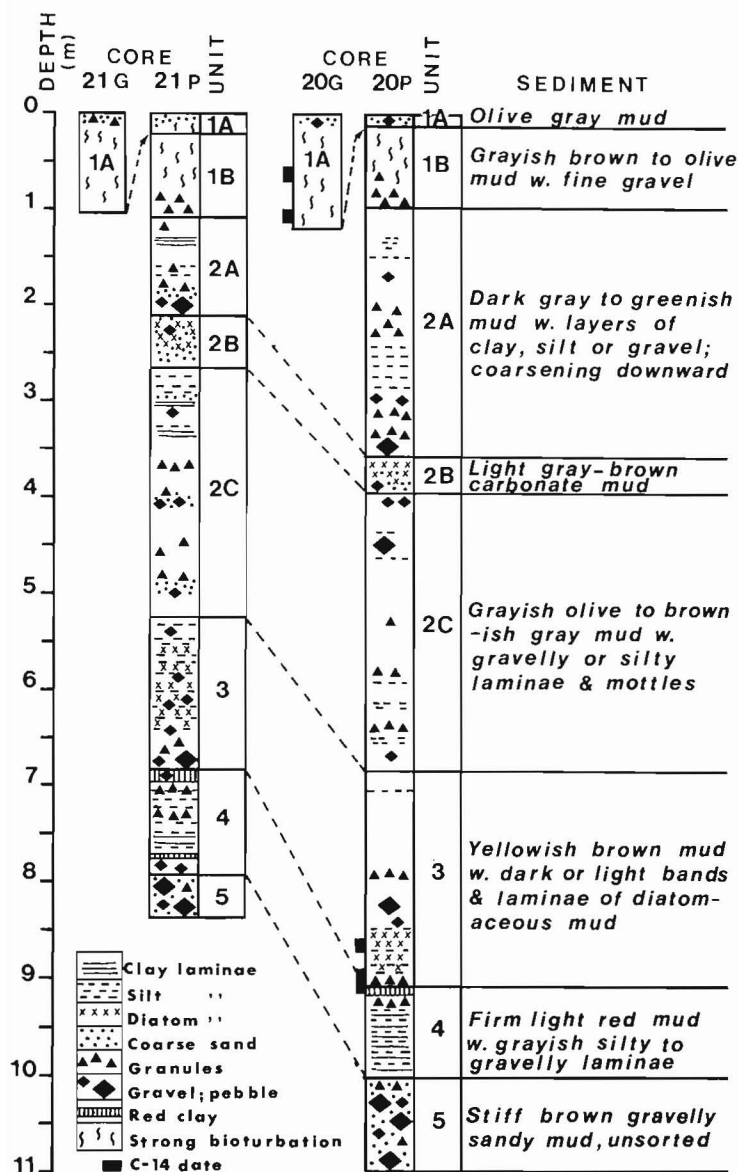 DEPTH (m)
CORE
21G 21P
UNIT
CORE
20G 20P
UNIT
SEDIMENT
0
1
2
3
4
5
6
7
8
9
10
11
1A
1A
1B
2A
2B
2C
3
4
5
1A
1A
1B
2A
2B
2C
3
4
5
Olive gray mud
Grayish brown to olive
mud w. fine gravel
Dark gray to greenish
mud w. layers of
clay, silt or gravel;
coarsening downward
Light gray-brown
carbonate mud
Grayish olive to brown
-ish gray mud w.
gravelly or silty
laminae & mottles
Yellowish brown mud
w. dark or light bands
& laminae of diatom-
aceous mud
Firm light red mud
w. grayish silty to
gravelly laminae
Stiff brown gravelly
sandy mud, unsorted
Clay laminae
Silt ''
Diatom ''
Coarse sand
Granules
Gravel; pebble
Red clay
Strong bioturbation
C-14 date